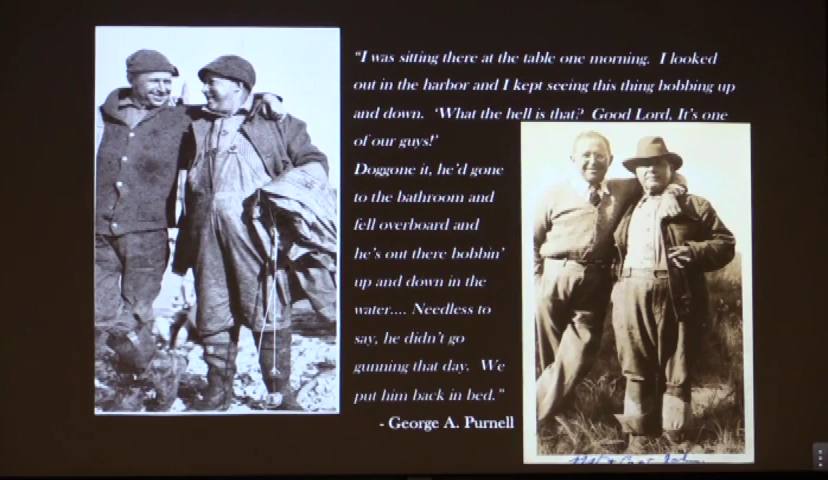 "I was sitting there at the table one morning.  I looked
out in the harbor and I kept seeing this thing bobbing up
and down.  'What the hell is that?  Good Lord. It's one
of our guys!'
Doggone it, he'd gone
to the bathroom and
fell overboard and
he's out there bobbin'
up and down in the
water.... Needless to
say, he didn't go
gunning that day.  We
put him back in bed."
- George A. Purnell